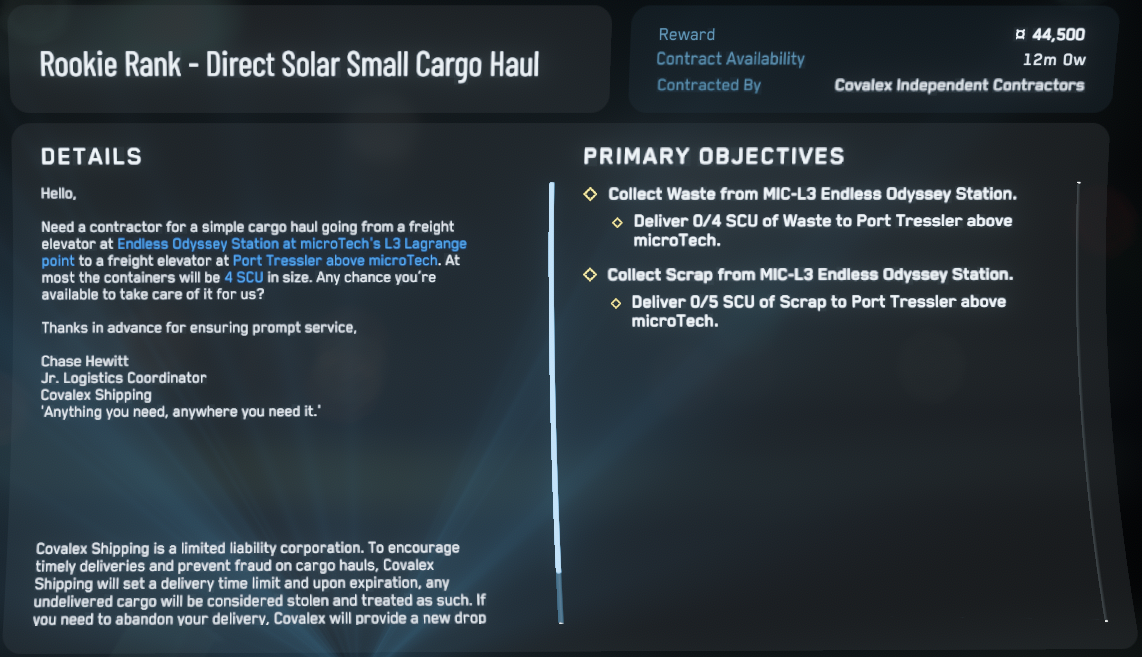 Rookie Rank - Direct Solar Small Cargo Haul
Reward ¤ 44,500
Contract Availability 12m 0w
Contracted By Covalex Independent Contractors
DETAILS
Hello,
Need a contractor for a simple cargo haul going from a freight
elevator at Endless Odyssey Station at microTech's L3 Lagrange
point to a freight elevator at Port Tressler above microTech. At
most the containers will be 4 SCU in size. Any chance you're
available to take care of it for us?
Thanks in advance for ensuring prompt service,
Chase Hewitt
Jr. Logistics Coordinator
Covalex Shipping
'Anything you need, anywhere you need it.'
Covalex Shipping is a limited liability corporation. To encourage
timely deliveries and prevent fraud on cargo hauls, Covalex
Shipping will set a delivery time limit and upon expiration, any
undelivered cargo will be considered stolen and treated as such. If
you need to abandon your delivery, Covalex will provide a new drop
PRIMARY OBJECTIVES
Collect Waste from MIC-L3 Endless Odyssey Station.
Deliver 0/4 SCU of Waste to Port Tressler above
microTech.
Collect Scrap from MIC-L3 Endless Odyssey Station.
Deliver 0/5 SCU of Scrap to Port Tressler above
microTech.